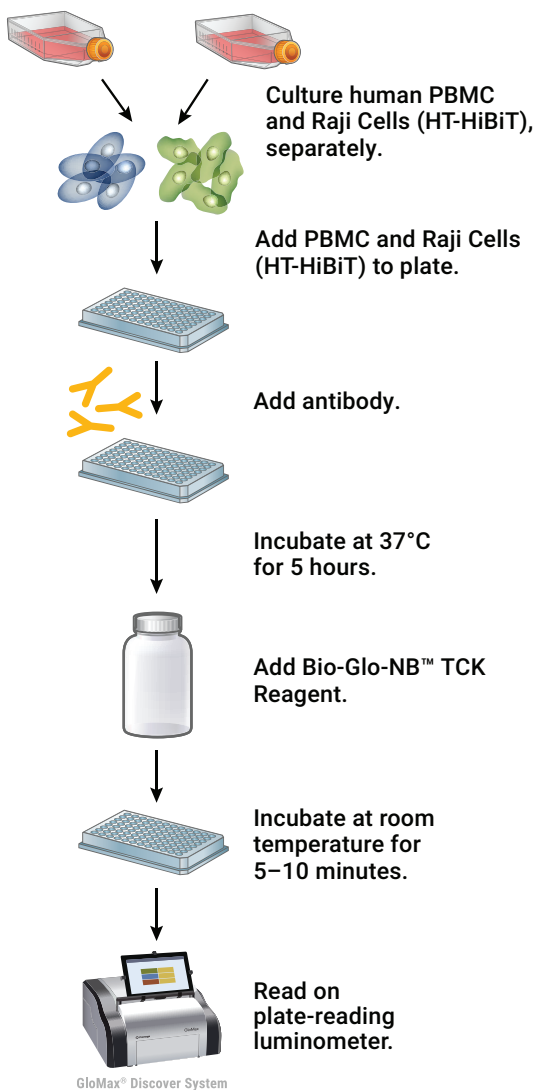 Culture human PBMC
and Raji Cells (HT-HiBiT),
separately.
Add PBMC and Raji Cells
(HT-HiBiT) to plate.
Add antibody.
Incubate at 37°C
for 5 hours.
Add Bio-Glo-NB™ TCK
Reagent.
Incubate at room
temperature for
5–10 minutes.
Read on
plate-reading
luminometer.
GloMax
GloMax® Discover System